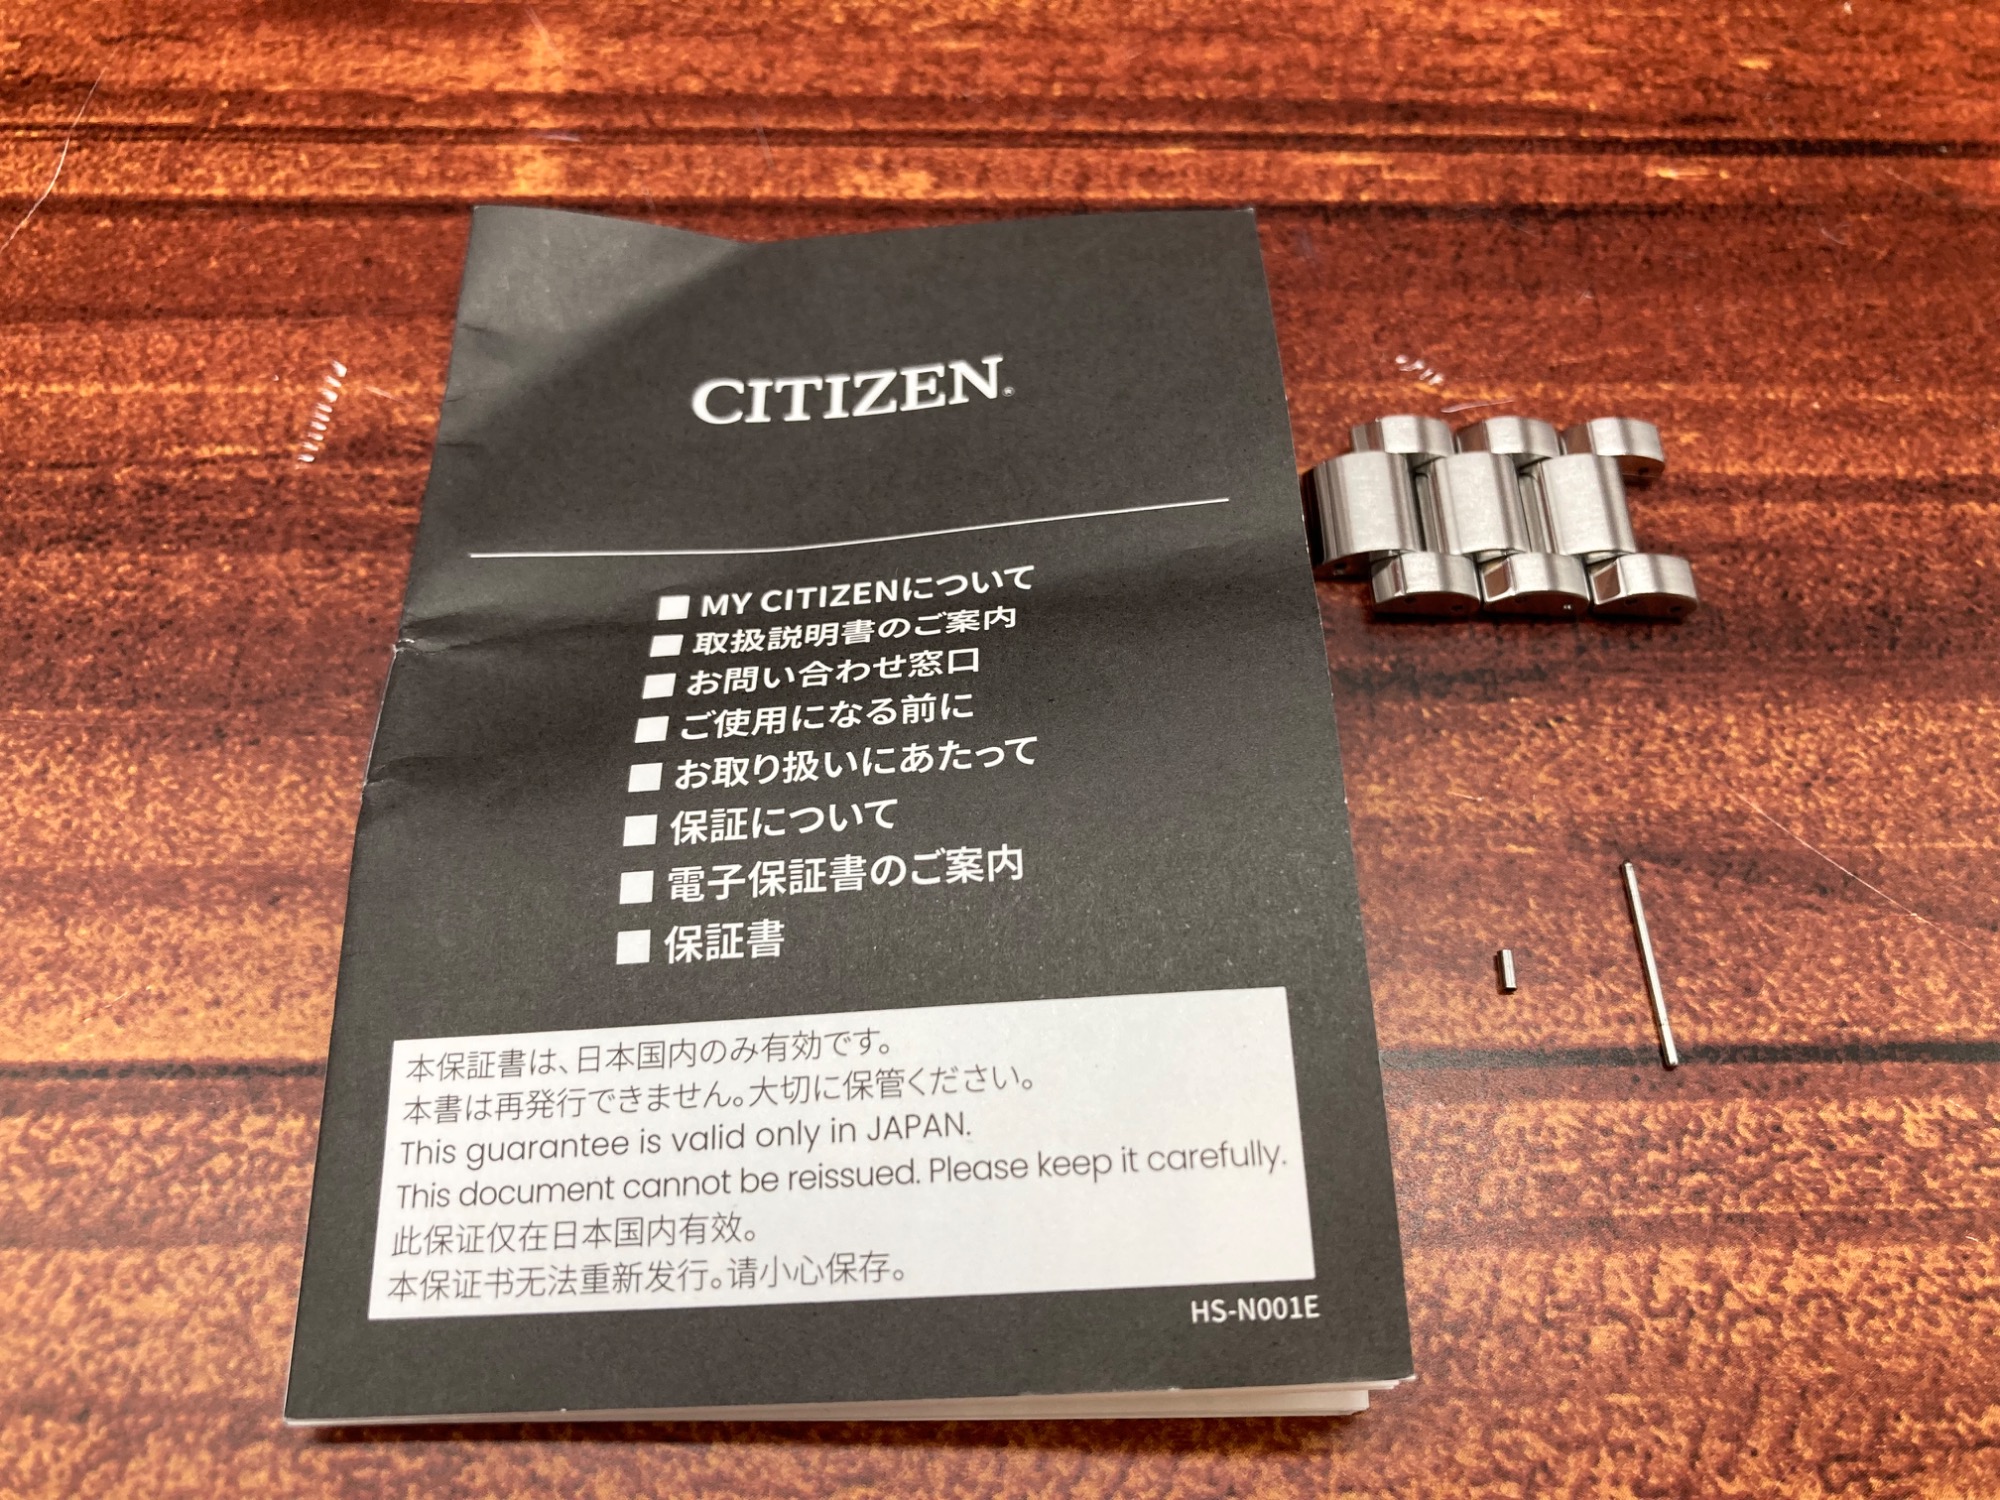 CITIZEN®
■ MY CITIZENについて
■ 取扱説明書のご案内
■ お問い合わせ窓口
■ ご使用になる前に
■ お取り扱いにあたって
■ 保証について
■ 電子保証書のご案内
■ 保証書
本保証書は、日本国内のみ有効です。
本書は再発行できません。大切に保管ください。
This guarantee is valid only in JAPAN.
This document cannot be reissued. Please keep it carefully.
此保证仅在日本国内有效。
本保证书无法重新发行。请小心保存。
HS-N001E